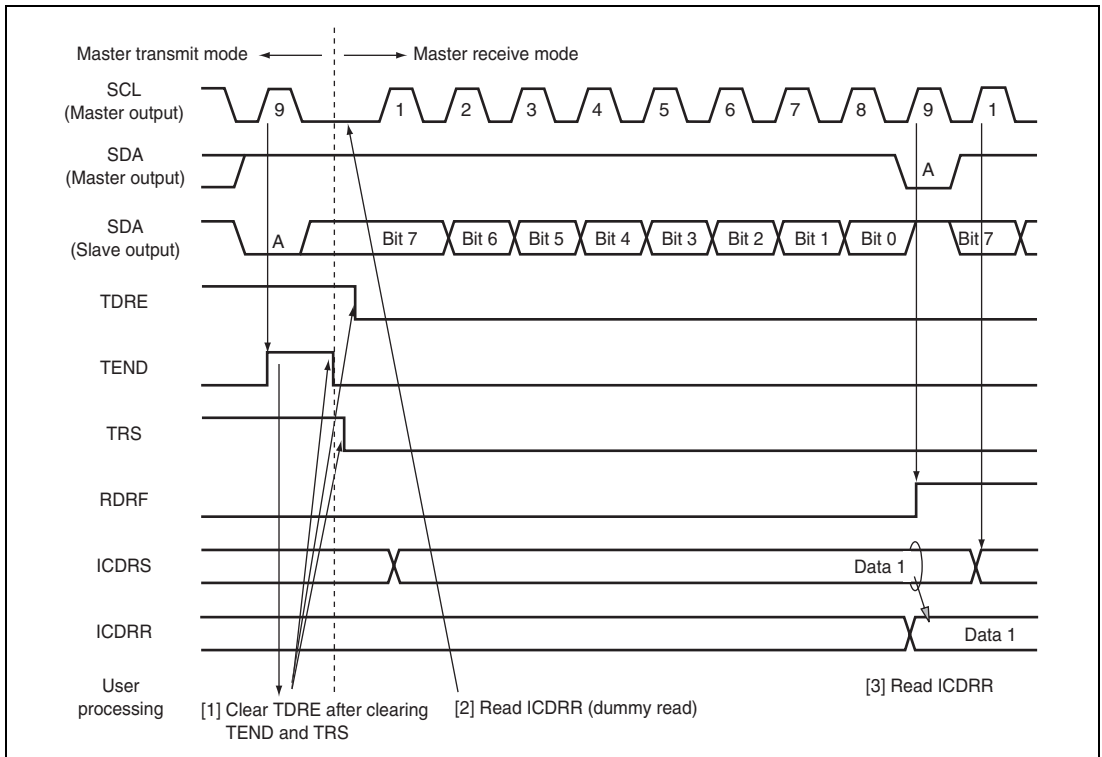 Master transmit mode
Master receive mode
SCL
(Master output)
9
1
2
3
4
5
6
7
8
9
1
SDA
(Master output)
A
SDA
(Slave output)
A
Bit 7
Bit 6
Bit 5
Bit 4
Bit 3
Bit 2
Bit 1
Bit 0
Bit 7
TDRE
TEND
TRS
RDRF
ICDRS
Data 1
ICDRR
Data 1
User
processing
[1] Clear TDRE after clearing
TEND and TRS
[2] Read ICDRR (dummy read)
[3] Read ICDRR